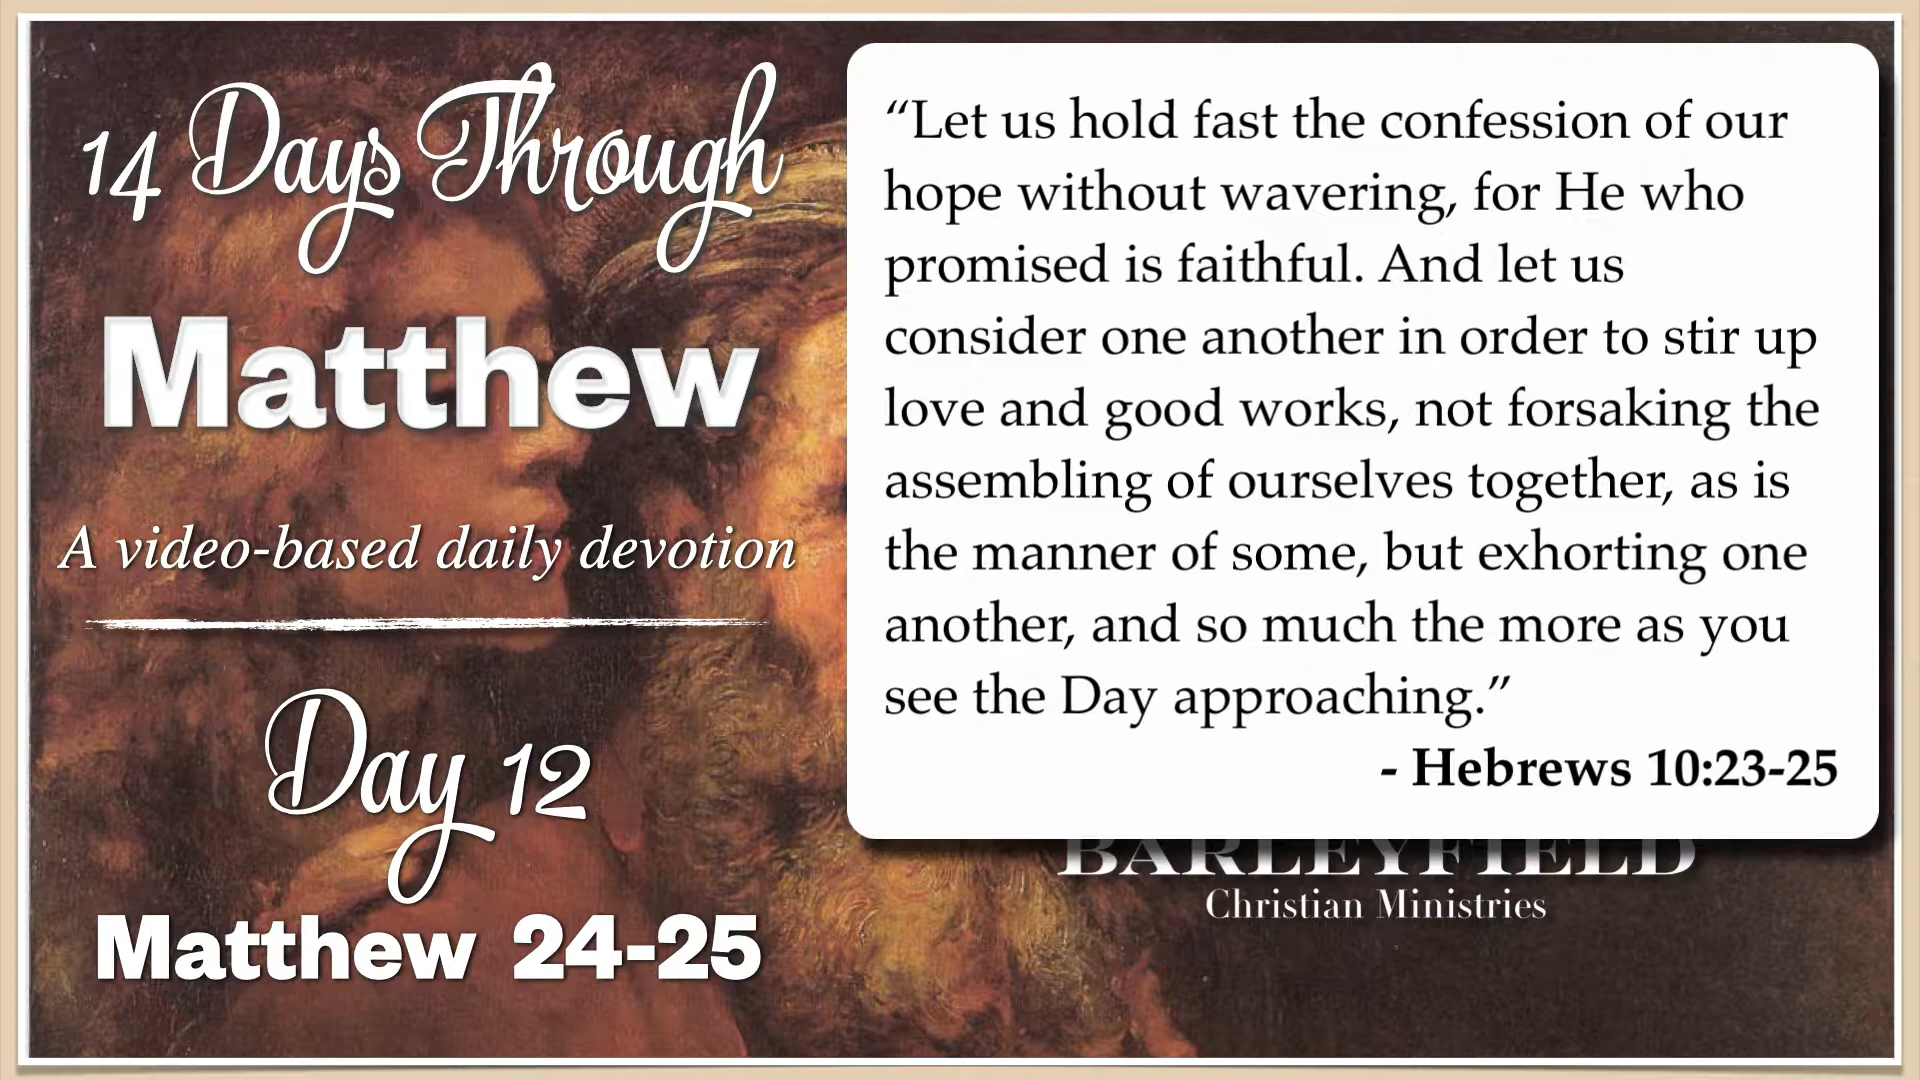 14 Days Through
Matthew
A video-based daily devotion
Day 12
Matthew 24-25
“Let us hold fast the confession of our
hope without wavering, for He who
promised is faithful. And let us
consider one another in order to stir up
love and good works, not forsaking the
assembling of ourselves together, as is
the manner of some, but exhorting one
another, and so much the more as you
see the Day approaching.”
- Hebrews 10:23-25
BARLEYFIELD
Christian Ministries